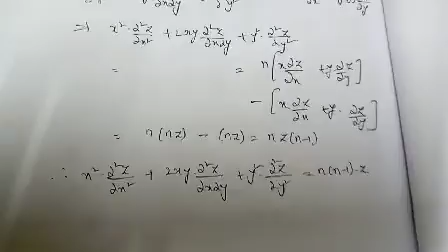 ⇒ x² · ∂²z/∂x² + 2xy ∂²z/∂x∂y + y² · ∂²z/∂y²
= = n [ x ∂z/∂x + y ∂z/∂y ]
− [ x · ∂z/∂x + y · ∂z/∂y ]
= n(nz) − (nz) = nz(n-1)
∴ x² · ∂²z/∂x² + 2xy ∂²z/∂x∂y + y² · ∂²z/∂y² = n(n-1) · z